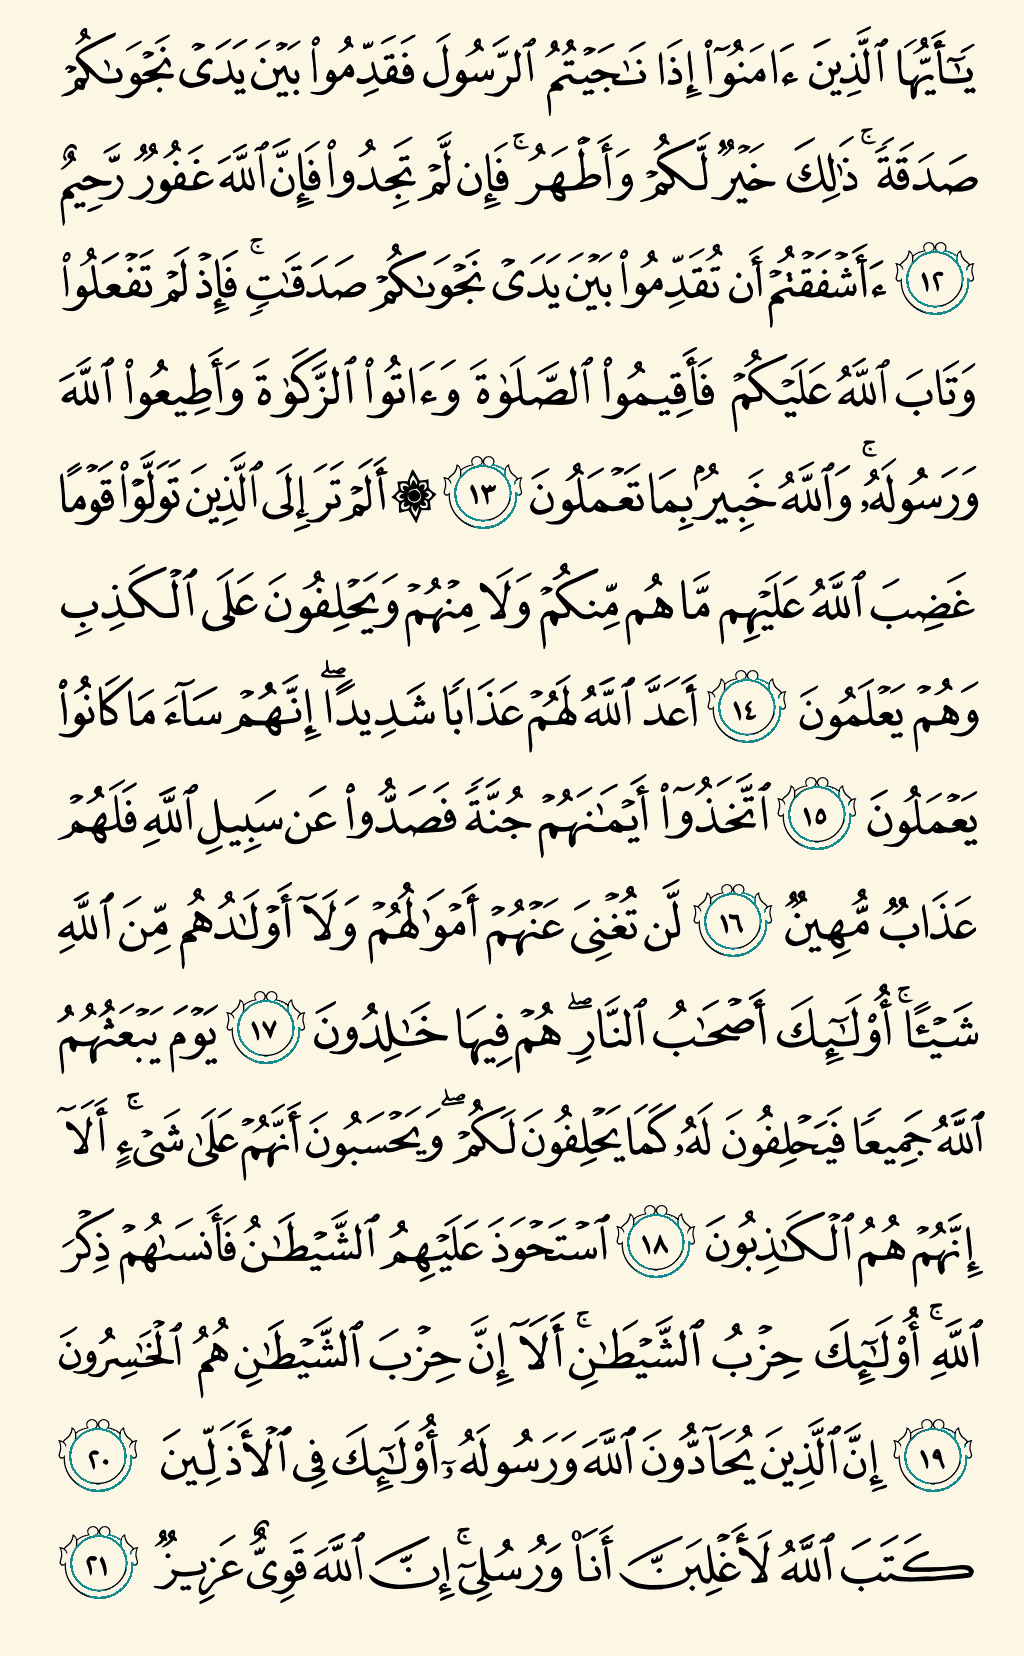 يَـٰٓأَيُّهَا ٱلَّذِينَ ءَامَنُوٓا۟ إِذَا نَـٰجَيْتُمُ ٱلرَّسُولَ فَقَدِّمُوا۟ بَيْنَ يَدَىْ نَجْوَىٰكُمْ
صَدَقَةً ۚ ذَٰلِكَ خَيْرٌ لَّكُمْ وَأَطْهَرُ ۚ فَإِن لَّمْ تَجِدُوا۟ فَإِنَّ ٱللَّهَ غَفُورٌ رَّحِيمٌ
١٢ ءَأَشْفَقْتُمْ أَن تُقَدِّمُوا۟ بَيْنَ يَدَىْ نَجْوَىٰكُمْ صَدَقَـٰتٍ ۚ فَإِذْ لَمْ تَفْعَلُوا۟
وَتَابَ ٱللَّهُ عَلَيْكُمْ فَأَقِيمُوا۟ ٱلصَّلَوٰةَ وَءَاتُوا۟ ٱلزَّكَوٰةَ وَأَطِيعُوا۟ ٱللَّهَ
وَرَسُولَهُۥ ۚ وَٱللَّهُ خَبِيرٌۢ بِمَا تَعْمَلُونَ ١٣ ۞ أَلَمْ تَرَ إِلَى ٱلَّذِينَ تَوَلَّوْا۟ قَوْمًا
غَضِبَ ٱللَّهُ عَلَيْهِم مَّا هُم مِّنكُمْ وَلَا مِنْهُمْ وَيَحْلِفُونَ عَلَى ٱلْكَذِبِ
وَهُمْ يَعْلَمُونَ ١٤ أَعَدَّ ٱللَّهُ لَهُمْ عَذَابًا شَدِيدًا ۖ إِنَّهُمْ سَآءَ مَا كَانُوا۟
يَعْمَلُونَ ١٥ ٱتَّخَذُوٓا۟ أَيْمَـٰنَهُمْ جُنَّةً فَصَدُّوا۟ عَن سَبِيلِ ٱللَّهِ فَلَهُمْ
عَذَابٌ مُّهِينٌ ١٦ لَّن تُغْنِىَ عَنْهُمْ أَمْوَٰلُهُمْ وَلَآ أَوْلَـٰدُهُم مِّنَ ٱللَّهِ
شَيْـًٔا ۚ أُو۟لَـٰٓئِكَ أَصْحَـٰبُ ٱلنَّارِ ۖ هُمْ فِيهَا خَـٰلِدُونَ ١٧ يَوْمَ يَبْعَثُهُمُ
ٱللَّهُ جَمِيعًا فَيَحْلِفُونَ لَهُۥ كَمَا يَحْلِفُونَ لَكُمْ ۖ وَيَحْسَبُونَ أَنَّهُمْ عَلَىٰ شَىْءٍ ۚ أَلَآ
إِنَّهُمْ هُمُ ٱلْكَـٰذِبُونَ ١٨ ٱسْتَحْوَذَ عَلَيْهِمُ ٱلشَّيْطَـٰنُ فَأَنسَىٰهُمْ ذِكْرَ
ٱللَّهِ ۚ أُو۟لَـٰٓئِكَ حِزْبُ ٱلشَّيْطَـٰنِ ۚ أَلَآ إِنَّ حِزْبَ ٱلشَّيْطَـٰنِ هُمُ ٱلْخَـٰسِرُونَ
١٩ إِنَّ ٱلَّذِينَ يُحَآدُّونَ ٱللَّهَ وَرَسُولَهُۥٓ أُو۟لَـٰٓئِكَ فِى ٱلْأَذَلِّينَ ٢٠
كَتَبَ ٱللَّهُ لَأَغْلِبَنَّ أَنَا۠ وَرُسُلِىٓ ۚ إِنَّ ٱللَّهَ قَوِىٌّ عَزِيزٌ ٢١